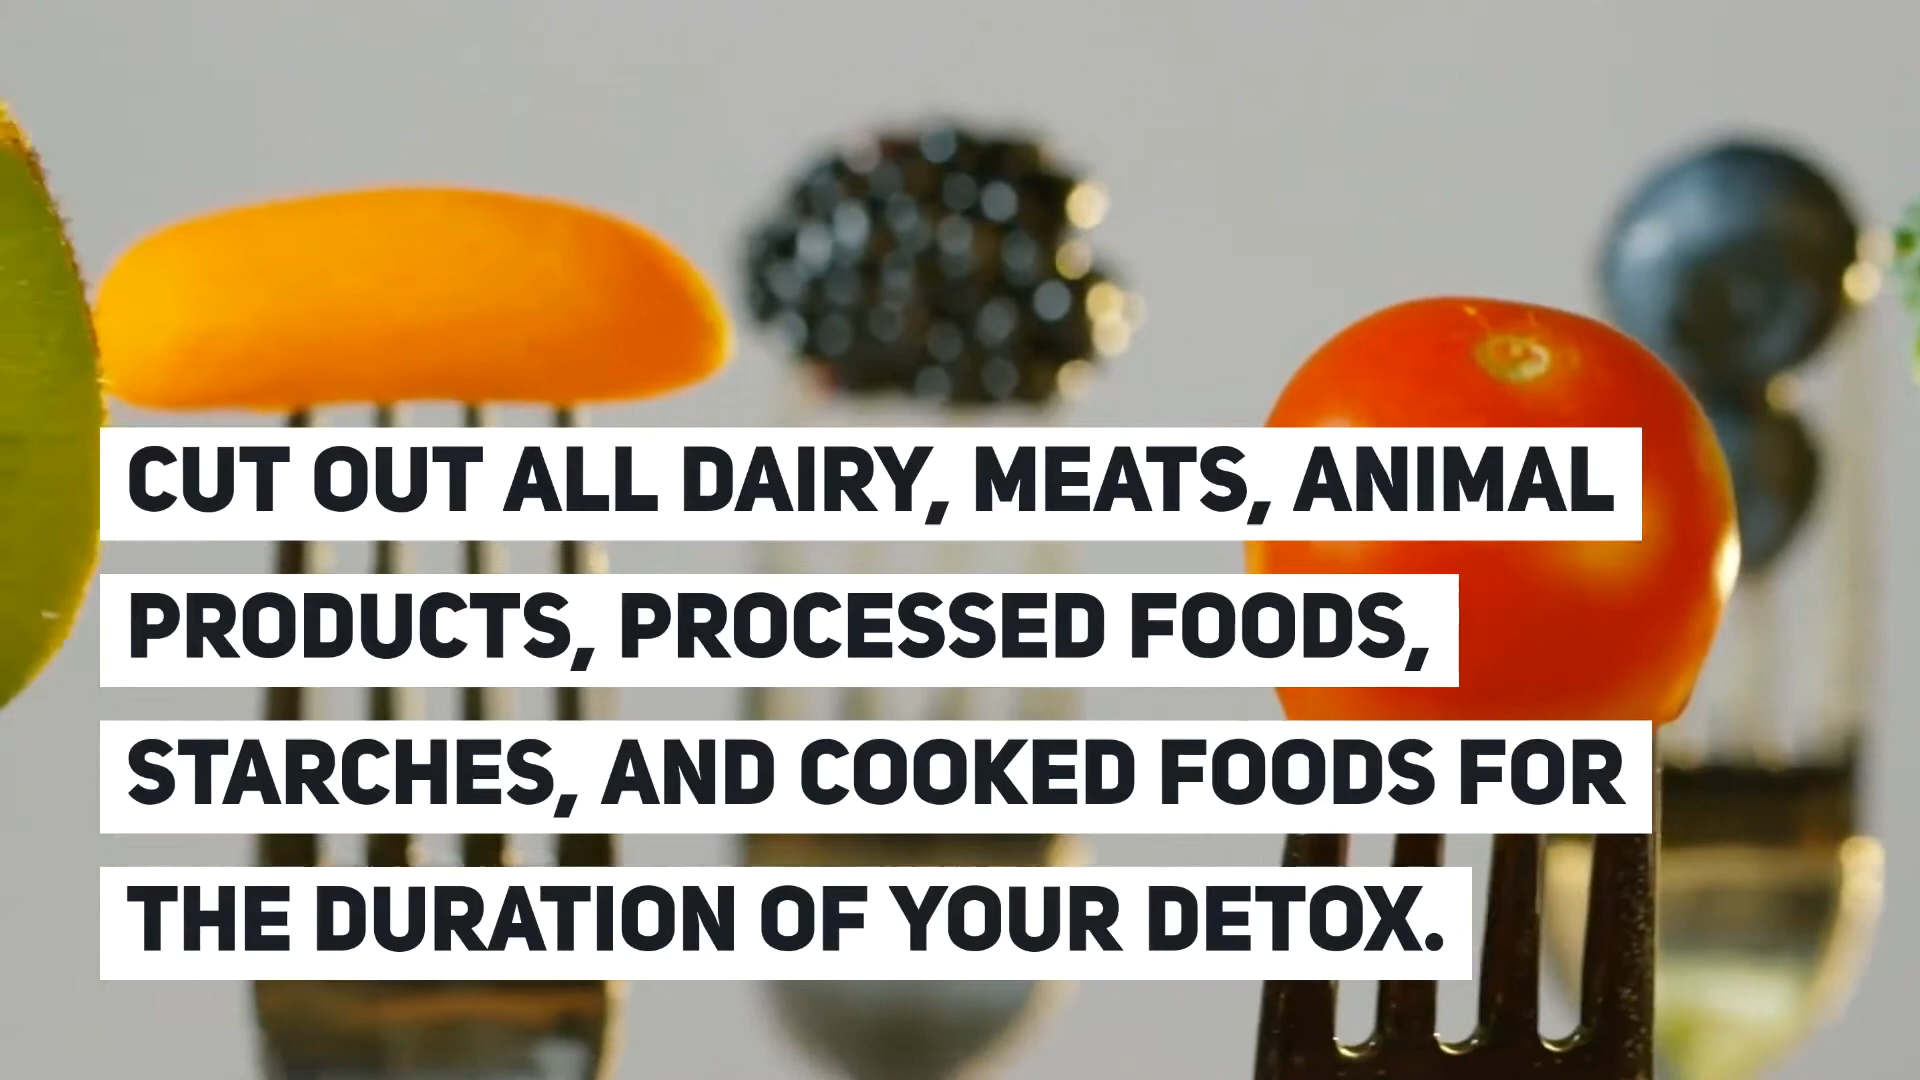 CUT OUT ALL DAIRY, MEATS, ANIMAL
PRODUCTS, PROCESSED FOODS,
STARCHES, AND COOKED FOODS FOR
THE DURATION OF YOUR DETOX.